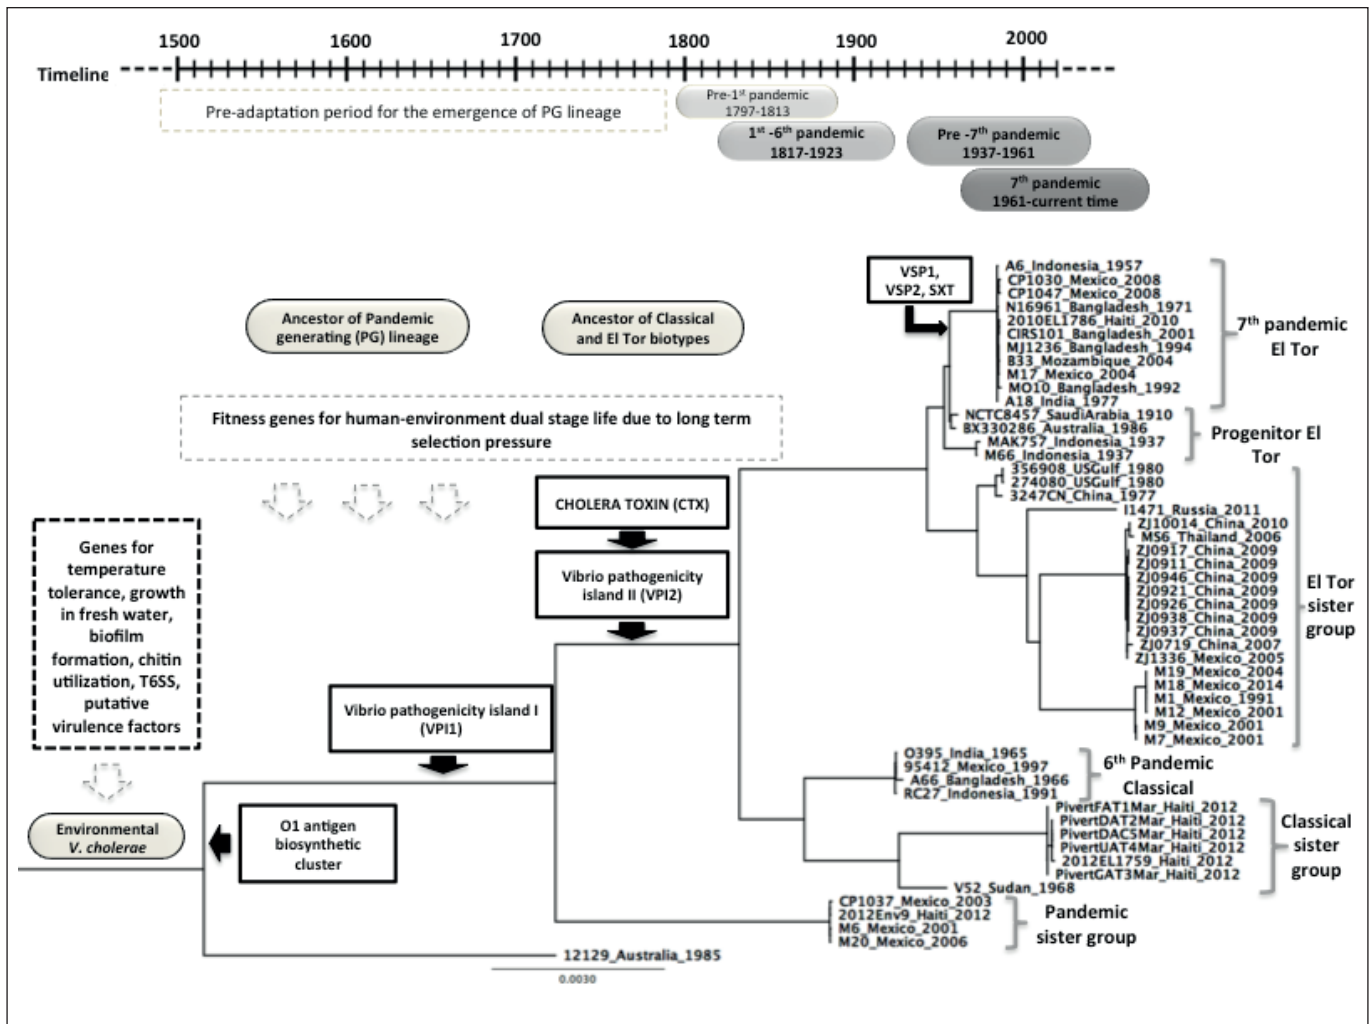 1500 1600 1700 1800 1900 2000
Timeline
Pre-adaptation period for the emergence of PG lineage
Pre-1st pandemic
1797-1813
1st -6th pandemic
1817-1923
Pre -7th pandemic
1937-1961
7th pandemic
1961-current time
VSP1,
VSP2, SXT
Ancestor of Pandemic
generating (PG) lineage
Ancestor of Classical
and El Tor biotypes
Fitness genes for human-environment dual stage life due to long term
selection pressure
CHOLERA TOXIN (CTX)
Vibrio pathogenicity
island II (VPI2)
Vibrio pathogenicity island I
(VPI1)
Genes for
temperature
tolerance, growth
in fresh water,
biofilm
formation, chitin
utilization, T6SS,
putative
virulence factors
Environmental
V. cholerae
O1 antigen
biosynthetic
cluster
A6_Indonesia_1957
CP1030_Mexico_2008
CP1047_Mexico_2008
N16961_Bangladesh_1971
2010EL1786_Haiti_2010
CIRS101_Bangladesh_2001
MJ1236_Bangladesh_1994
B33_Mozambique_2004
M17_Mexico_2004
MO10_Bangladesh_1992
A18_India_1977
7th pandemic
El Tor
NCTC8457_SaudiArabia_1910
BX330286_Australia_1986
MAK757_Indonesia_1937
M66_Indonesia_1937
Progenitor El
Tor
356908_USGulf_1980
274080_USGulf_1980
3247CN_China_1977
I1471_Russia_2011
ZJ10014_China_2010
MS6_Thailand_2006
ZJ0917_China_2009
ZJ0911_China_2009
ZJ0946_China_2009
ZJ0921_China_2009
ZJ0926_China_2009
ZJ0938_China_2009
ZJ0937_China_2009
ZJ0719_China_2007
ZJ1336_Mexico_2005
M19_Mexico_2004
M18_Mexico_2014
M1_Mexico_1991
M12_Mexico_2001
M9_Mexico_2001
M7_Mexico_2001
El Tor
sister
group
O395_India_1965
95412_Mexico_1997
A66_Bangladesh_1966
RC27_Indonesia_1991
6th Pandemic
Classical
PivertFAT1Mar_Haiti_2012
PivertDAT2Mar_Haiti_2012
PivertDAC5Mar_Haiti_2012
PivertUAT4Mar_Haiti_2012
2012EL1759_Haiti_2012
PivertGAT3Mar_Haiti_2012
V52_Sudan_1968
Classical
sister
group
CP1037_Mexico_2003
2012Env9_Haiti_2012
M6_Mexico_2001
M20_Mexico_2006
Pandemic
sister group
12129_Australia_1985
0.0030